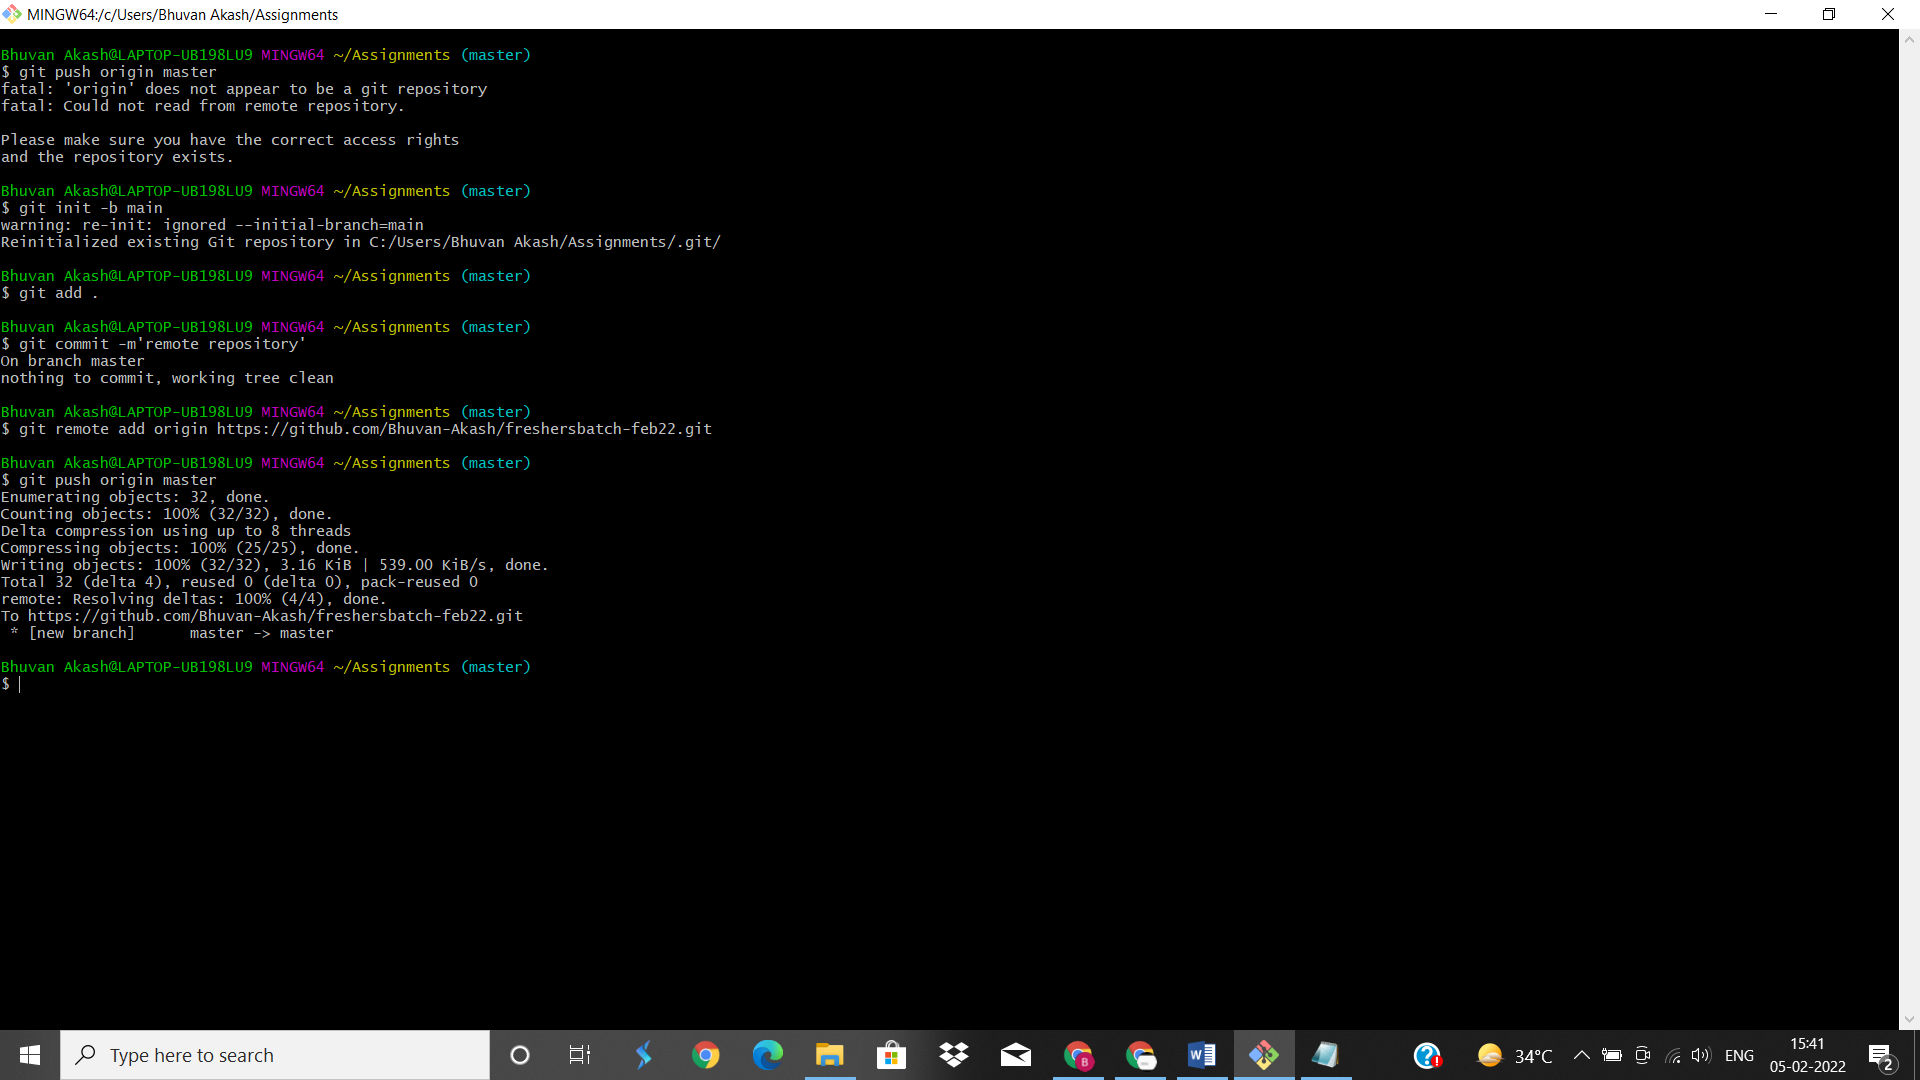 MINGW64:/c/Users/Bhuvan Akash/Assignments
Bhuvan Akash@LAPTOP-UB198LU9 MINGW64 ~/Assignments (master)
$ git push origin master
fatal: 'origin' does not appear to be a git repository
fatal: Could not read from remote repository.
Please make sure you have the correct access rights
and the repository exists.
Bhuvan Akash@LAPTOP-UB198LU9 MINGW64 ~/Assignments (master)
$ git init -b main
warning: re-init: ignored --initial-branch=main
Reinitialized existing Git repository in C:/Users/Bhuvan Akash/Assignments/.git/
Bhuvan Akash@LAPTOP-UB198LU9 MINGW64 ~/Assignments (master)
$ git add .
Bhuvan Akash@LAPTOP-UB198LU9 MINGW64 ~/Assignments (master)
$ git commit -m'remote repository'
On branch master
nothing to commit, working tree clean
Bhuvan Akash@LAPTOP-UB198LU9 MINGW64 ~/Assignments (master)
$ git remote add origin https://github.com/Bhuvan-Akash/freshersbatch-feb22.git
Bhuvan Akash@LAPTOP-UB198LU9 MINGW64 ~/Assignments (master)
$ git push origin master
Enumerating objects: 32, done.
Counting objects: 100% (32/32), done.
Delta compression using up to 8 threads
Compressing objects: 100% (25/25), done.
Writing objects: 100% (32/32), 3.16 KiB | 539.00 KiB/s, done.
Total 32 (delta 4), reused 0 (delta 0), pack-reused 0
remote: Resolving deltas: 100% (4/4), done.
To https://github.com/Bhuvan-Akash/freshersbatch-feb22.git
 * [new branch]      master -> master
Bhuvan Akash@LAPTOP-UB198LU9 MINGW64 ~/Assignments (master)
$
Type here to search
34°C
ENG
15:41
05-02-2022
2